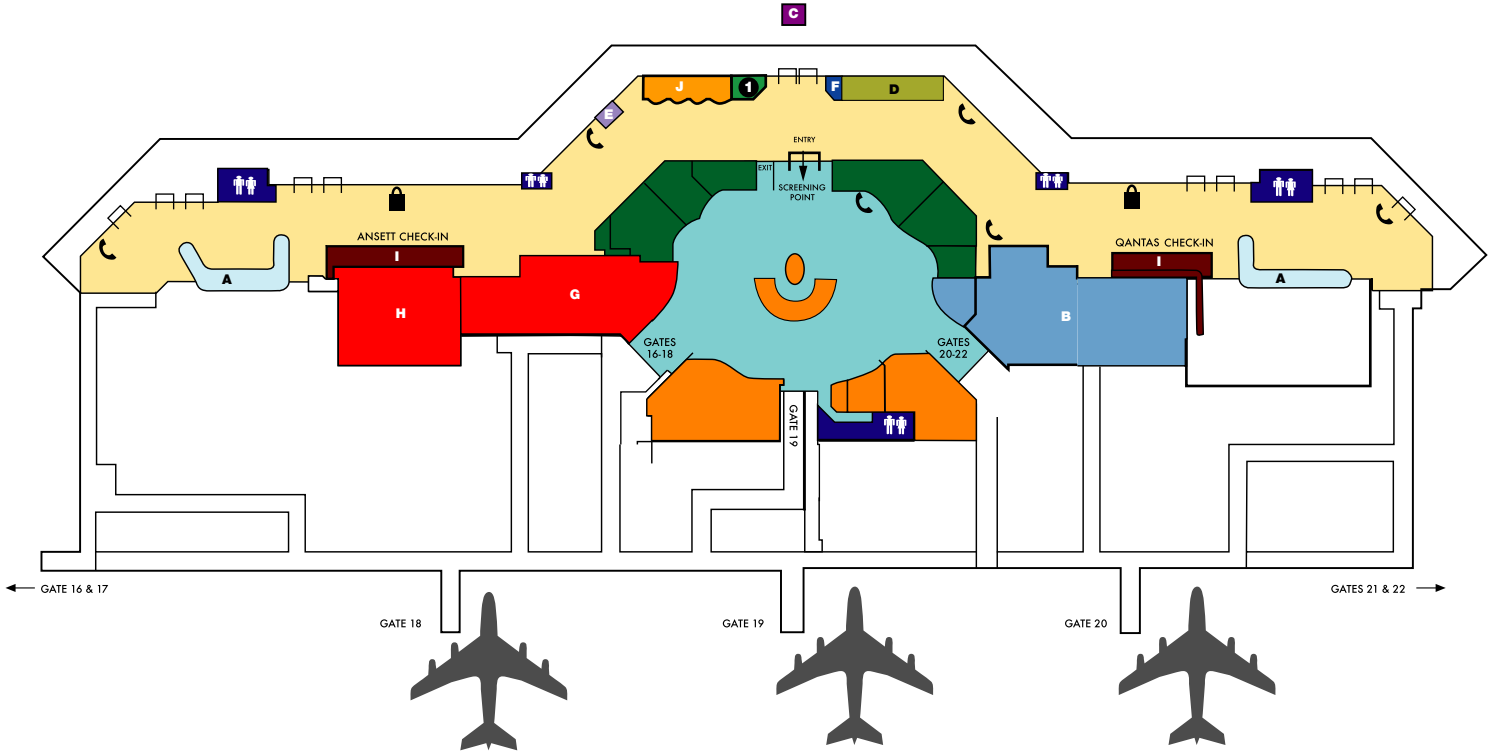 C
J
1
F
D
E
ENTRY
EXIT
SCREENING
POINT
ANSETT CHECK-IN
QANTAS CHECK-IN
I
I
A
A
H
G
B
GATES
16-18
GATES
20-22
GATE 19
GATE 16 & 17
GATES 21 & 22
GATE 18
GATE 19
GATE 20